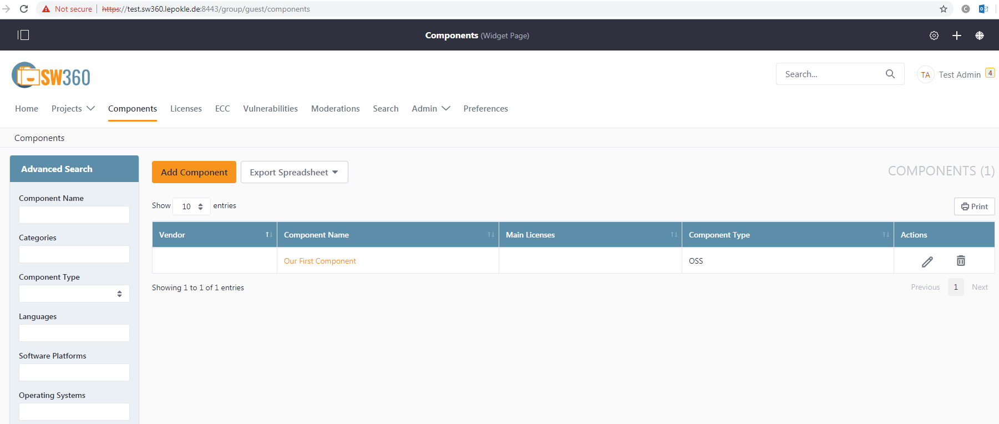 Not secure https://test.sw360.lepokle.de:8443/group/guest/components
Components (Widget Page)
SW360
Search...
TA Test Admin 4
Home Projects Components Licenses ECC Vulnerabilities Moderations Search Admin Preferences
Components
Advanced Search
Component Name
Categories
Component Type
Languages
Software Platforms
Operating Systems
Add Component Export Spreadsheet
COMPONENTS (1)
Show 10 entries
Print
Vendor Component Name Main Licenses Component Type Actions
Our First Component OSS
Showing 1 to 1 of 1 entries
Previous 1 Next